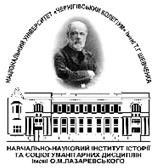 НАЦІОНАЛЬНИЙ УНІВЕРСИТЕТ «ЧЕРНІГІВСЬКИЙ КОЛЕГІУМ» ІМЕНІ Т.Г. ШЕВЧЕНКА
НАВЧАЛЬНО-НАУКОВИЙ ІНСТИТУТ ІСТОРІЇ
ТА СОЦІОГУМАНІТАРНИХ ДИСЦИПЛІН
ІМЕНІ О.М.ЛАЗАРЕВСЬКОГО